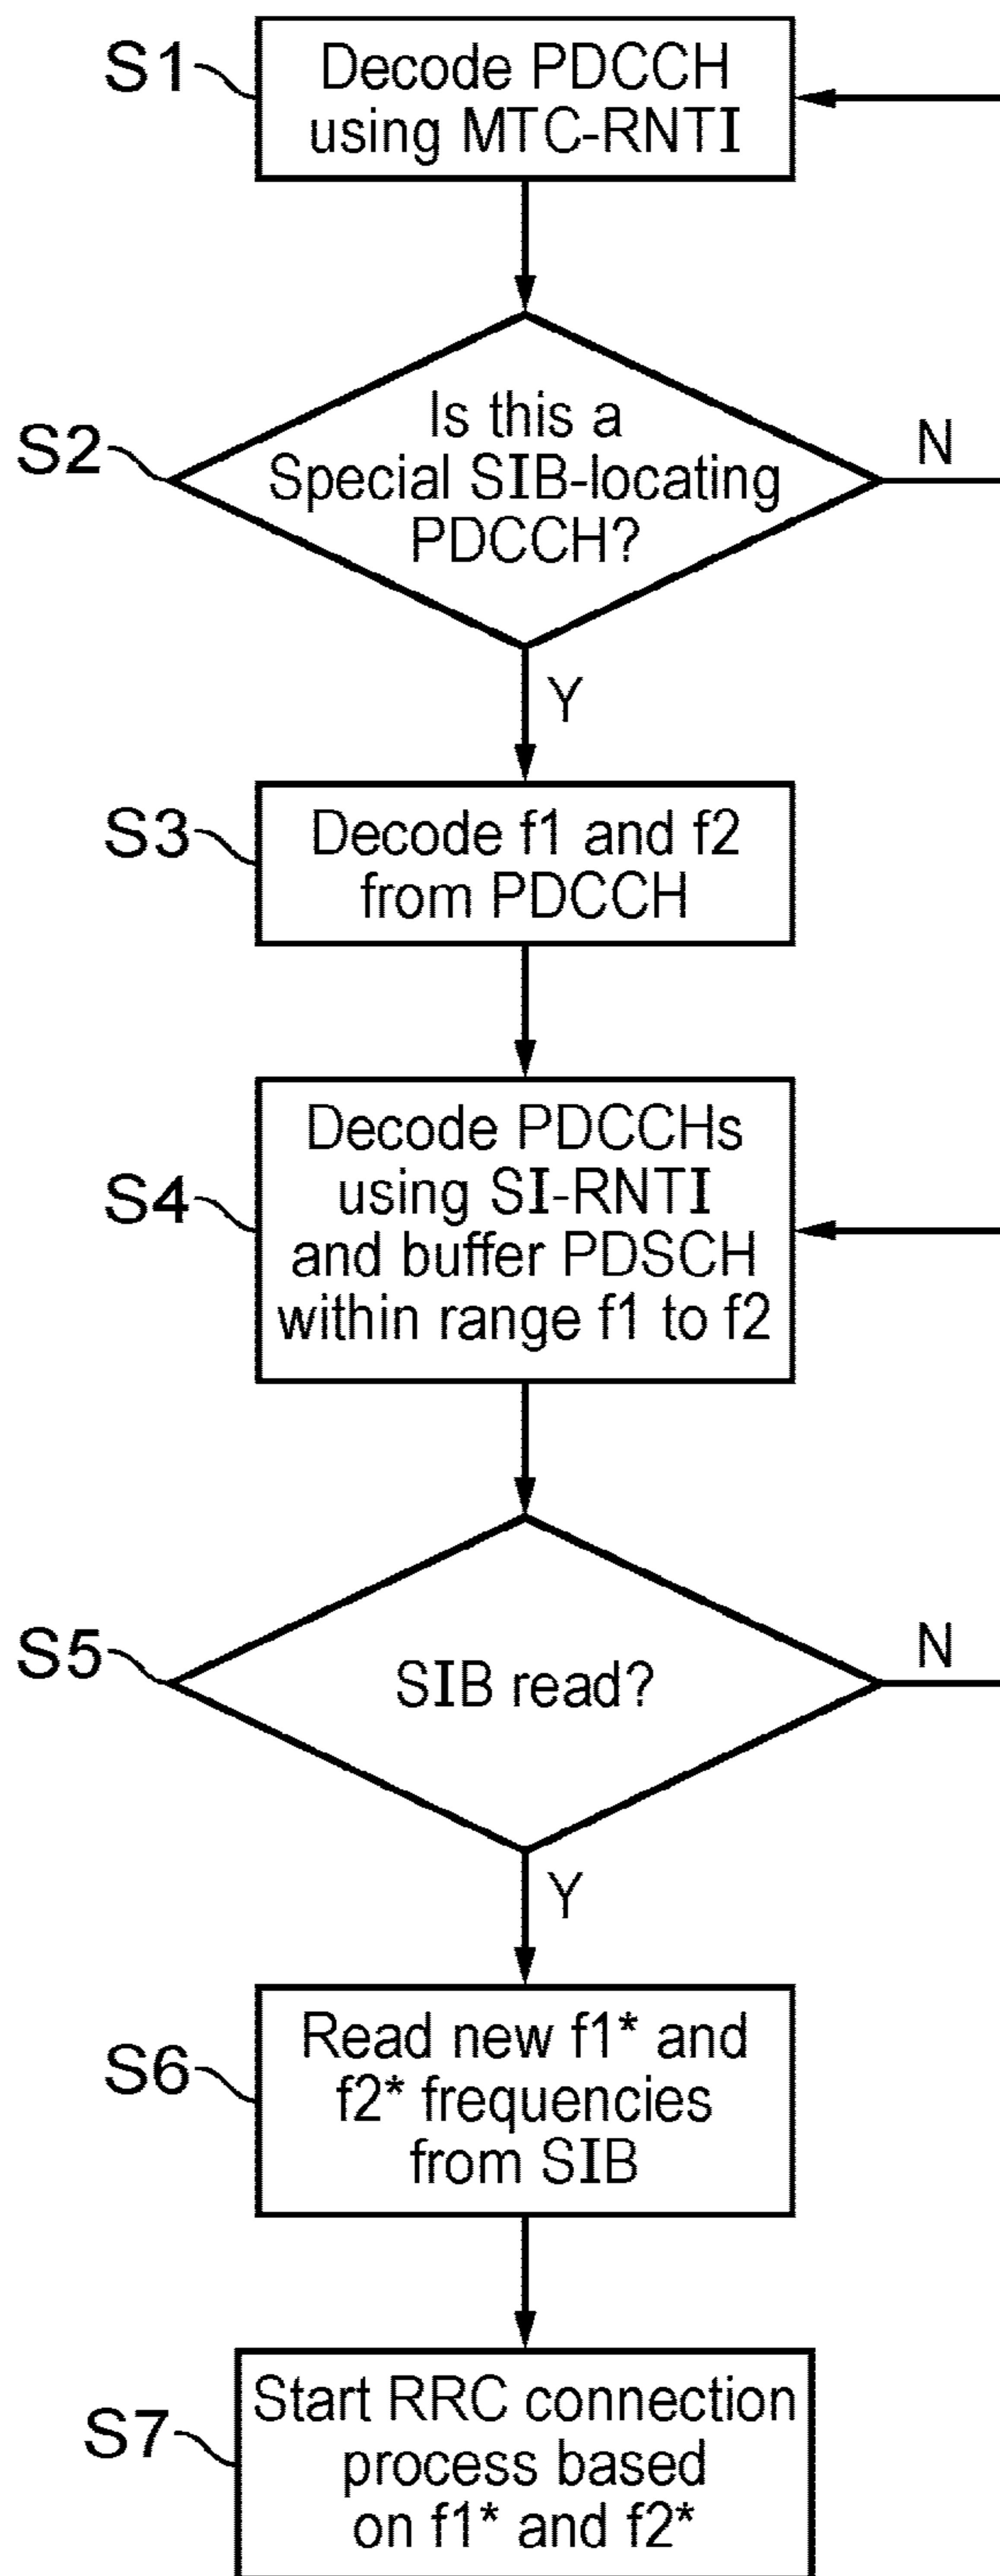 S1
Decode PDCCH
using MTC-RNTI
S2
Is this a
Special SIB-locating
PDCCH?
N
Y
S3
Decode f1 and f2
from PDCCH
S4
Decode PDCCHs
using SI-RNTI
and buffer PDSCH
within range f1 to f2
S5
SIB read?
N
Y
S6
Read new f1* and
f2* frequencies
from SIB
S7
Start RRC connection
process based
on f1* and f2*